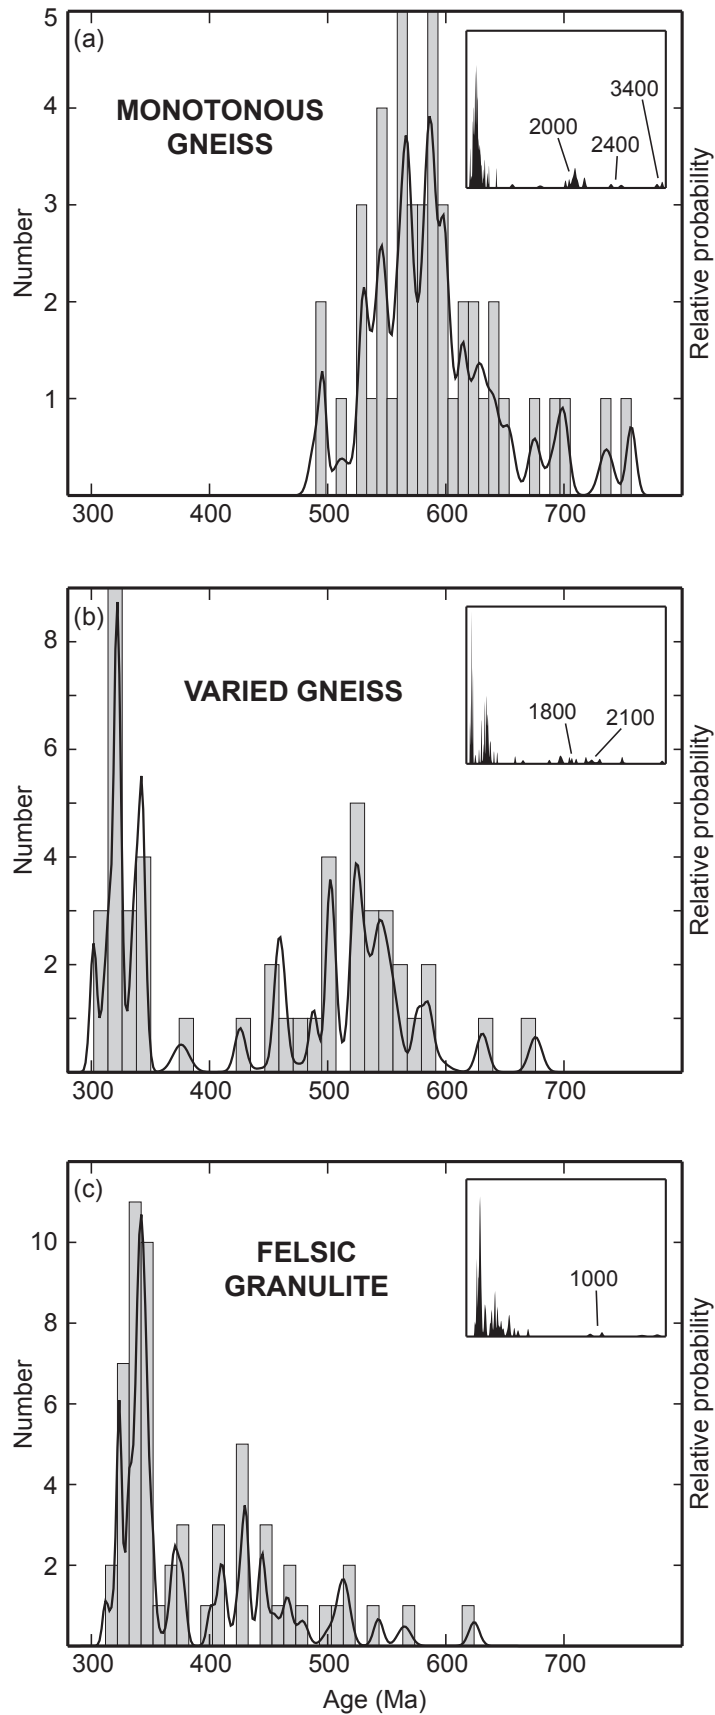 (a)
MONOTONOUS
GNEISS
5
4
3
2
1
Number
Relative probability
2000
2400
3400
300 400 500 600 700
(b)
VARIED GNEISS
8
6
4
2
Number
Relative probability
1800
2100
300 400 500 600 700
(c)
FELSIC
GRANULITE
10
8
6
4
2
Number
Relative probability
1000
300 400 500 600 700
Age (Ma)